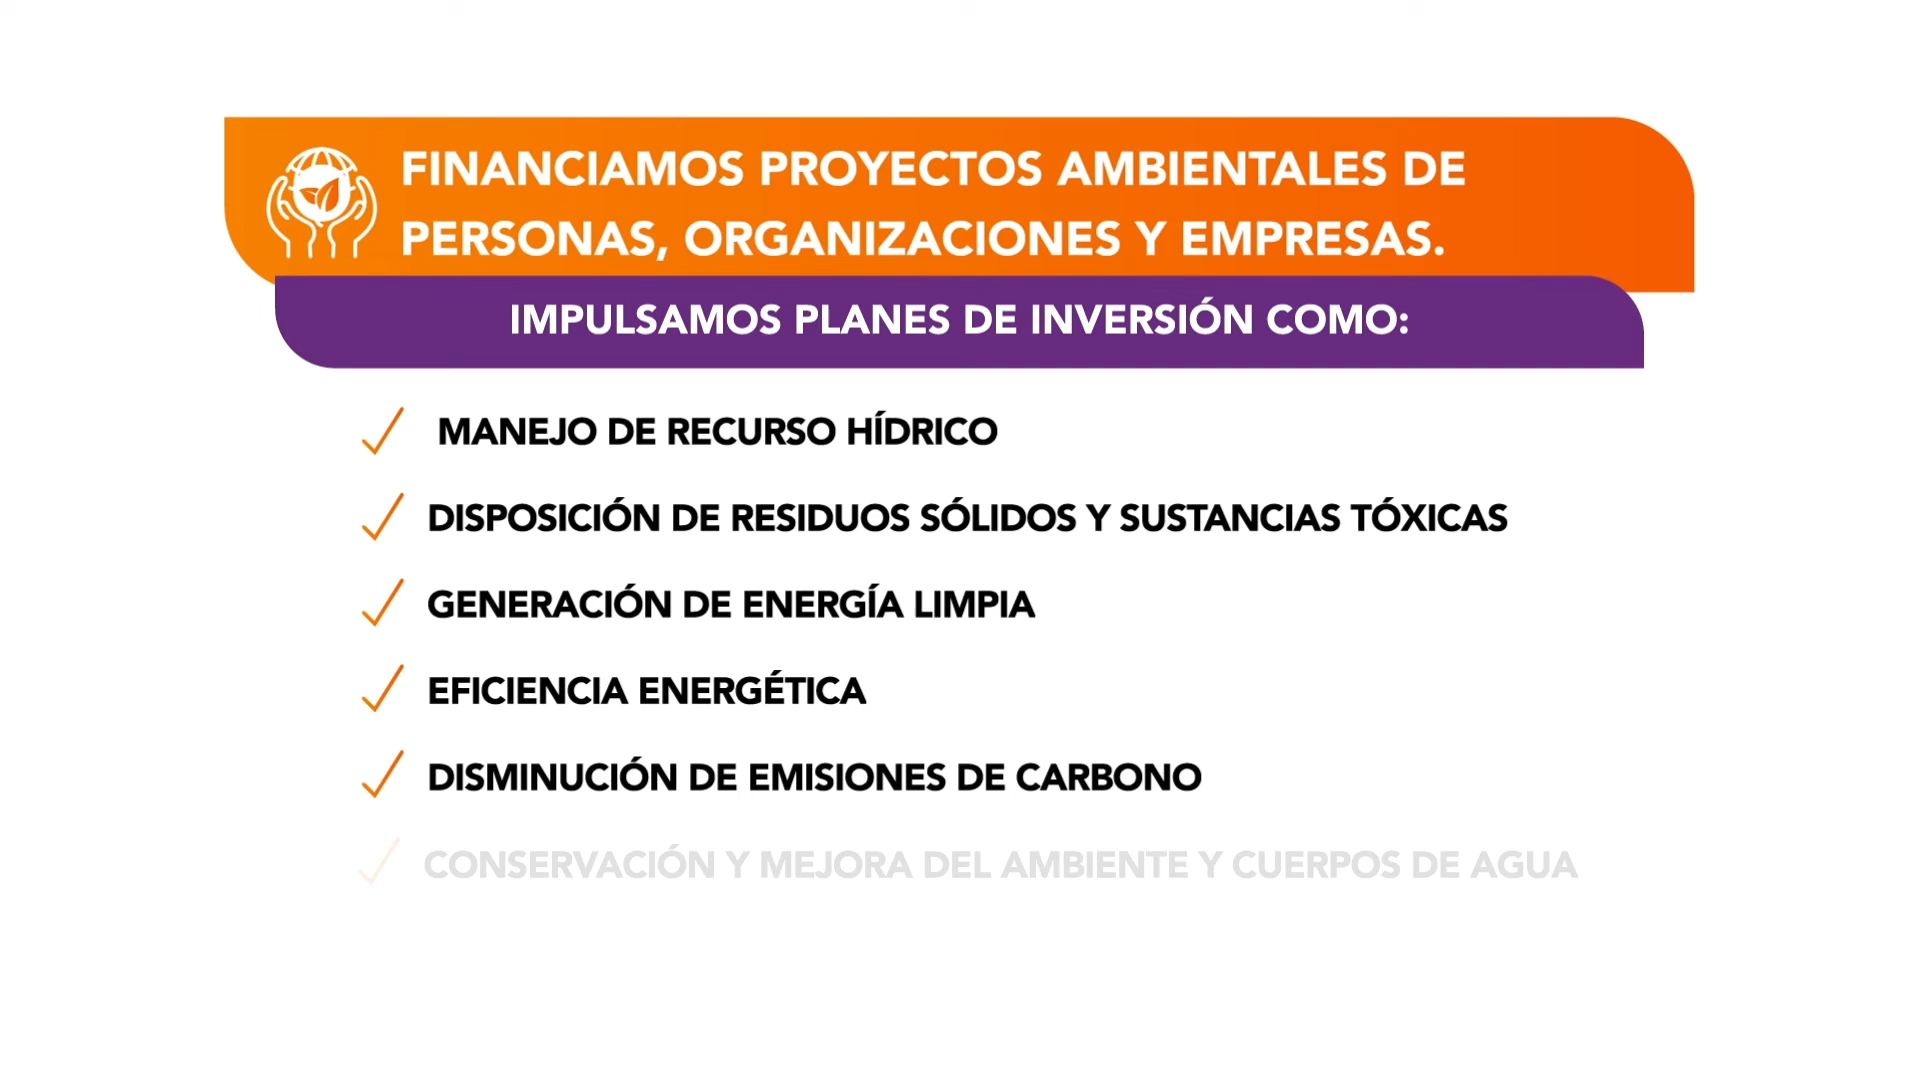 FINANCIAMOS PROYECTOS AMBIENTALES DE
PERSONAS, ORGANIZACIONES Y EMPRESAS.
IMPULSAMOS PLANES DE INVERSIÓN COMO:
MANEJO DE RECURSO HÍDRICO
DISPOSICIÓN DE RESIDUOS SÓLIDOS Y SUSTANCIAS TÓXICAS
GENERACIÓN DE ENERGÍA LIMPIA
EFICIENCIA ENERGÉTICA
DISMINUCIÓN DE EMISIONES DE CARBONO
CONSERVACIÓN Y MEJORA DEL AMBIENTE Y CUERPOS DE AGUA